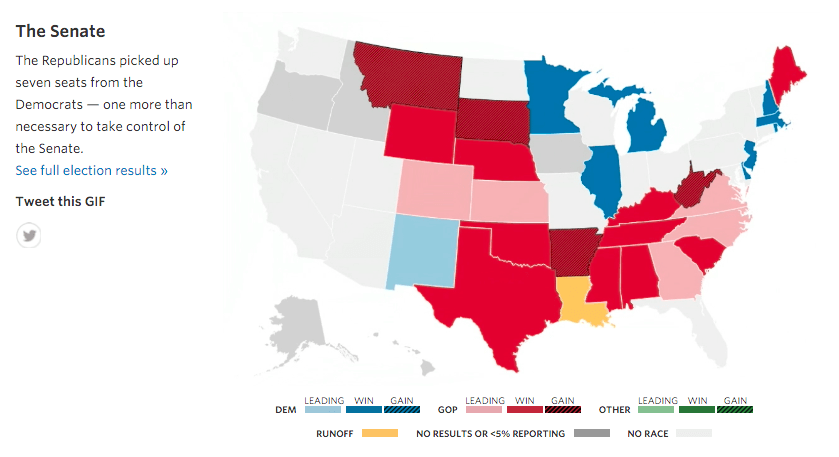 The Senate
The Republicans picked up
seven seats from the
Democrats — one more than
necessary to take control of
the Senate.
See full election results »
Tweet this GIF
LEADING WIN GAIN LEADING WIN GAIN LEADING WIN GAIN
DEM GOP OTHER
RUNOFF NO RESULTS OR <5% REPORTING NO RACE